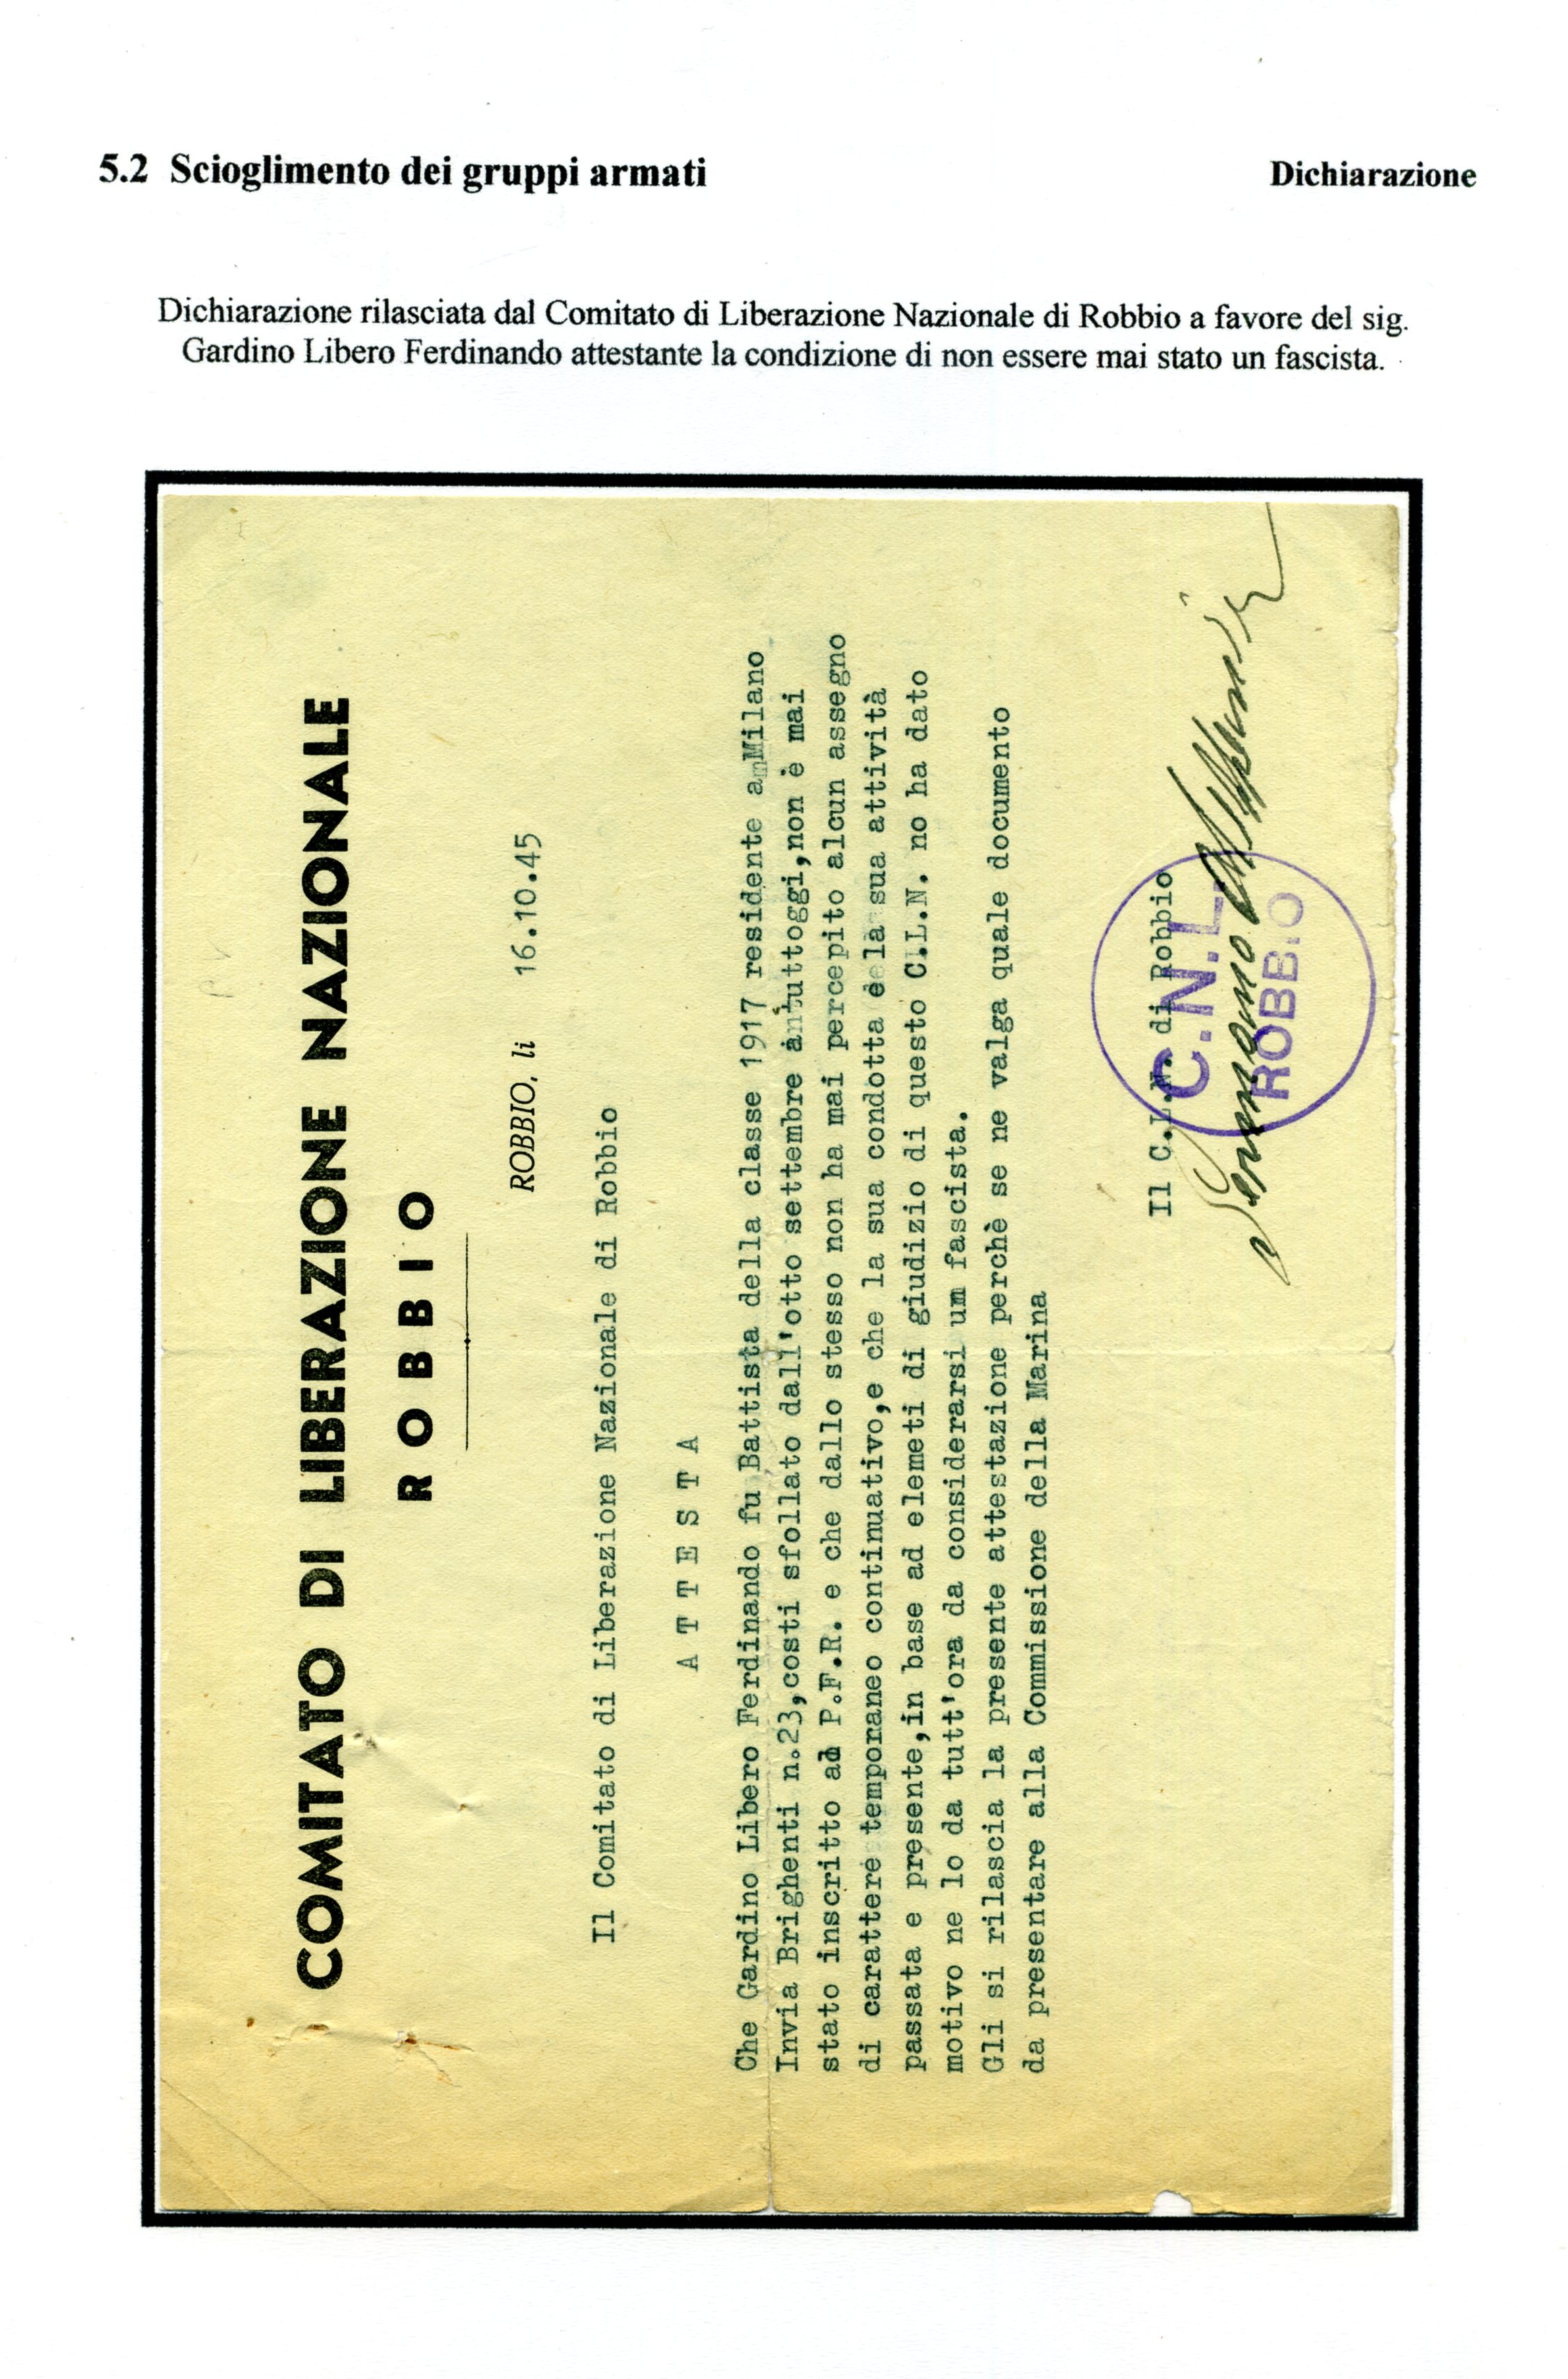 5.2 Scioglimento dei gruppi armati
Dichiarazione
Dichiarazione rilasciata dal Comitato di Liberazione Nazionale di Robbio a favore del sig.
Gardino Libero Ferdinando attestante la condizione di non essere mai stato un fascista.
COMITATO DI LIBERAZIONE NAZIONALE
ROBBIO
ROBBIO, li 16.10.45
Il Comitato di Liberazione Nazionale di Robbio
A T T E S T A
Che Gardino Libero Ferdinando fu Battista della classe 1917 residente a Milano
Invia Brighenti n.23,costi sfollato dall'otto settembre a tuttoggi,non è mai
stato inscritto al P.F.R. e che dallo stesso non ha mai percepito alcun assegno
di carattere temporaneo continuativo,e che la sua condotta e la sua attività
passata e presente,in base ad elemeti di giudizio di questo C.L.N. no ha dato
motivo ne lo da tutt'ora da considerarsi um fascista.
Gli si rilascia la presente attestazione perchè se ne valga quale documento
da presentare alla Commissione della Marina
Il C.L.N. di Robbio
C.N.L.
ROBBIO